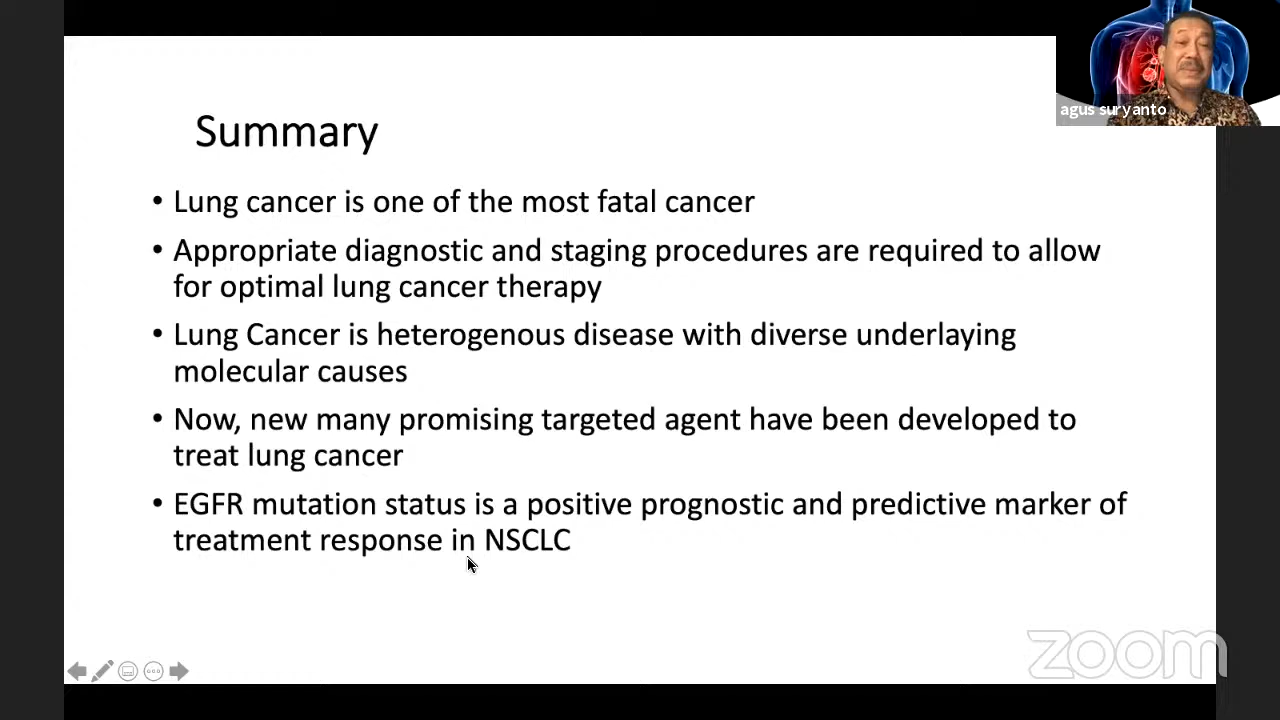 agus suryanto
Summary
• Lung cancer is one of the most fatal cancer
• Appropriate diagnostic and staging procedures are required to allow
for optimal lung cancer therapy
• Lung Cancer is heterogenous disease with diverse underlaying
molecular causes
• Now, new many promising targeted agent have been developed to
treat lung cancer
• EGFR mutation status is a positive prognostic and predictive marker of
treatment response in NSCLC
zoom